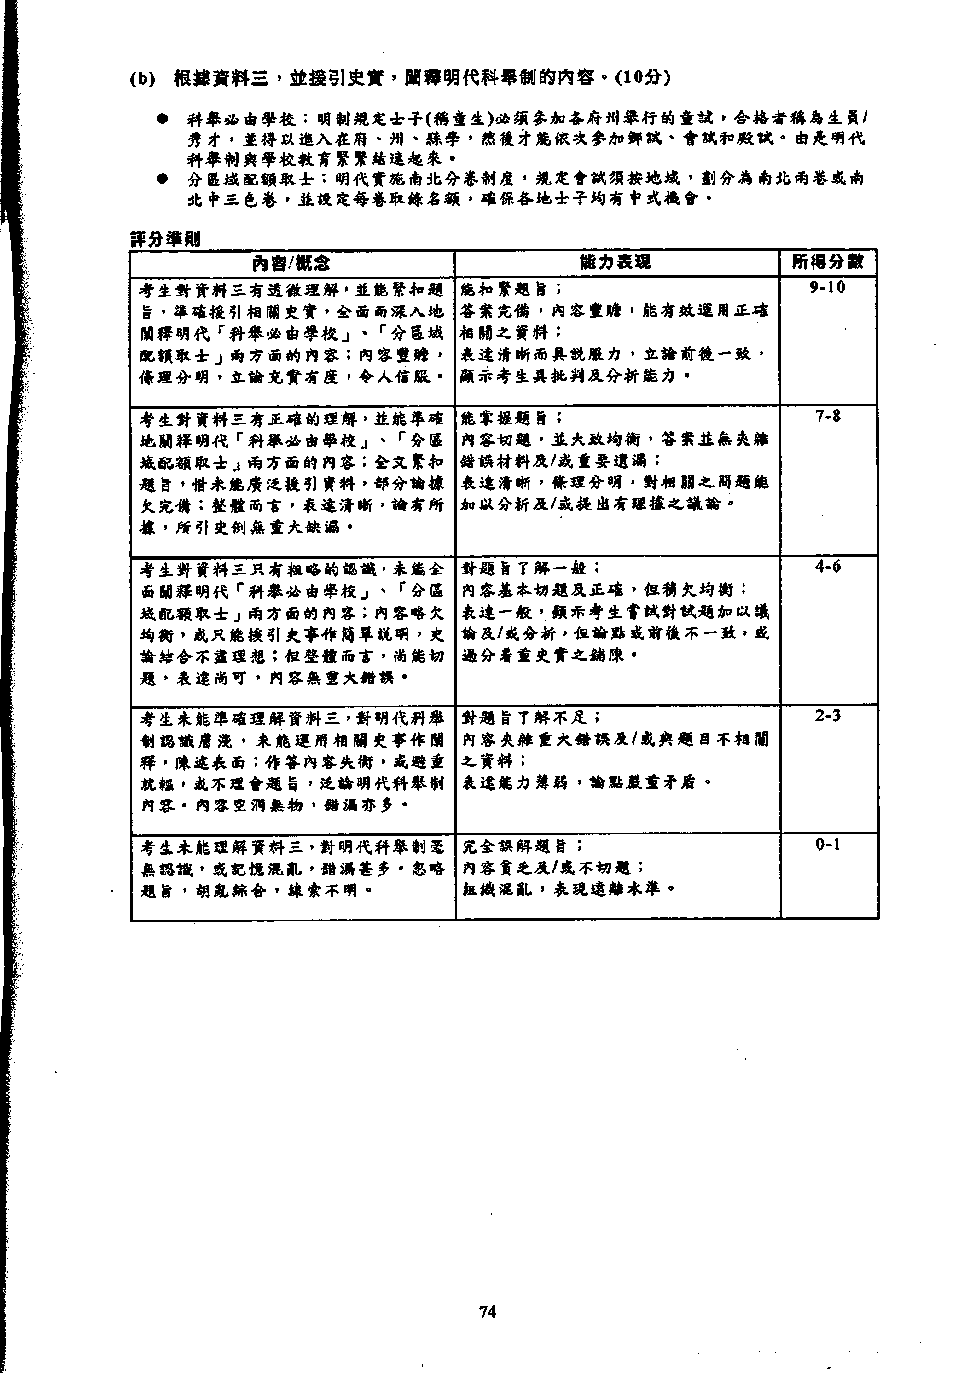 (b) 根據資料三，並援引史實，闡釋明代科舉制的內容。(10分)
● 科舉必由學校：明制規定士子(稱童生)必須參加各府州舉行的童試，合格者稱為生員/
秀才，並得以進入在府、州、縣學，然後才能依次參加鄉試、會試和殿試。由是明代
科舉制與學校教育緊緊結連起來。
● 分區域配額取士：明代實施南北分卷制度，規定會試須按地域，劃分為南北兩卷或南
北中三色卷，並設定每卷取錄名額，確保各地士子均有中式機會。
評分準則
內容/概念 能力表現 所得分數
考生對資料三有透徹理解，並能緊扣題
旨，準確援引相關史實，全面而深入地
闡釋明代「科舉必由學校」、「分區域
配額取士」兩方面的內容；內容豐贍，
條理分明，立論充實有度，令人信服。
能扣緊題旨；
答案完備，內容豐贍，能有效運用正確
相關之資料；
表達清晰而具說服力，立論前後一致，
顯示考生具批判及分析能力。
9-10
考生對資料三有正確的理解，並能準確
地闡釋明代「科舉必由學校」、「分區
域配額取士」兩方面的內容；全文緊扣
題旨，惜未能廣泛援引資料，部分論據
欠完備；整體而言，表達清晰，論有所
據，所引史例無重大缺漏。
能掌握題旨；
內容切題，並大致均衡，答案並無夾雜
錯誤材料及/或重要遺漏；
表達清晰，條理分明，對相關之問題能
加以分析及/或提出有理據之議論。
7-8
考生對資料三只有粗略的認識，未能全
面闡釋明代「科舉必由學校」、「分區
域配額取士」兩方面的內容；內容略欠
均衡，或只能援引史事作簡單說明，史
論結合不盡理想；但整體而言，尚能切
題，表達尚可，內容無重大錯誤。
對題旨了解一般；
內容基本切題及正確，但稍欠均衡；
表達一般，顯示考生嘗試對試題加以議
論及/或分析，但論點或前後不一致，或
過分着重史實之鋪陳。
4-6
考生未能準確理解資料三，對明代科舉
制認識膚淺，未能運用相關史事作闡
釋，陳述表面；作答內容失衡，或避重
就輕，或不理會題旨，泛論明代科舉制
內容。內容空洞無物，錯漏亦多。
對題旨了解不足；
內容夾雜重大錯誤及/或與題目不相關
之資料；
表達能力薄弱，論點嚴重矛盾。
2-3
考生未能理解資料三，對明代科舉制毫
無認識，或記憶混亂，錯漏甚多。忽略
題旨，胡亂綜合，線索不明。
完全誤解題旨；
內容貧乏及/或不切題；
組織混亂，表現遠離水準。
0-1
74